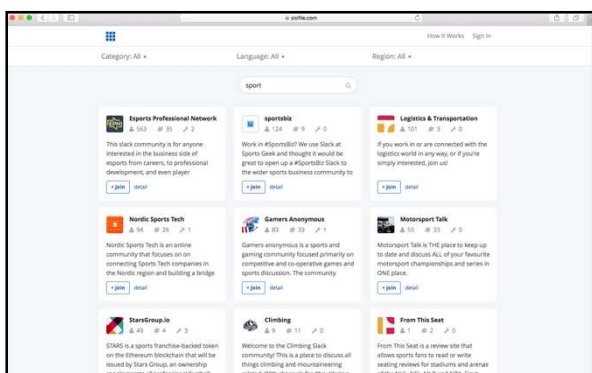 slofile.com
How It Works Sign In
Category: All
Language: All
Region: All
sport
Esports Professional Network
563 # 35 2
This slack community is for anyone
interested in the business side of
esports from careers, to professional
development, and even player
+ Join detail
sportsbiz
124 # 9 0
Work in #SportsBiz? We use Slack at
Sports Geek and thought it would be
great to open up a #SportsBiz Slack to
the wider sports business community to
+ Join detail
Logistics & Transportation
101 # 3 0
If you work in or are connected with the
logistics world in any way, or if you're
simply interested, join us!
+ Join detail
Nordic Sports Tech
94 # 26 1
Nordic Sports Tech is an online
community that focuses on on
connecting Sports Tech companies in
the Nordic region and building a bridge
+ Join detail
Gamers Anonymous
83 # 33 1
Gamers anonymous is a sports and
gaming community focused primarily on
competitive and co-operative games and
sports discussion. The community
+ Join detail
Motorsport Talk
55 # 33 0
Motorsport Talk is THE place to keep up
to date and discuss ALL of your favourite
motorsport championships and series in
ONE place.
+ Join detail
StarsGroup.io
49 # 4 3
STARS is a sports franchise-backed token
on the Ethereum blockchain that will be
issued by Stars Group, an ownership
Climbing
9 # 11 0
Welcome to the Climbing Slack
community! This is a place to discuss all
things climbing and mountaineering
From This Seat
1 # 2 0
From This Seat is a review site that
allows sports fans to read or write
seating reviews for stadiums and arenas